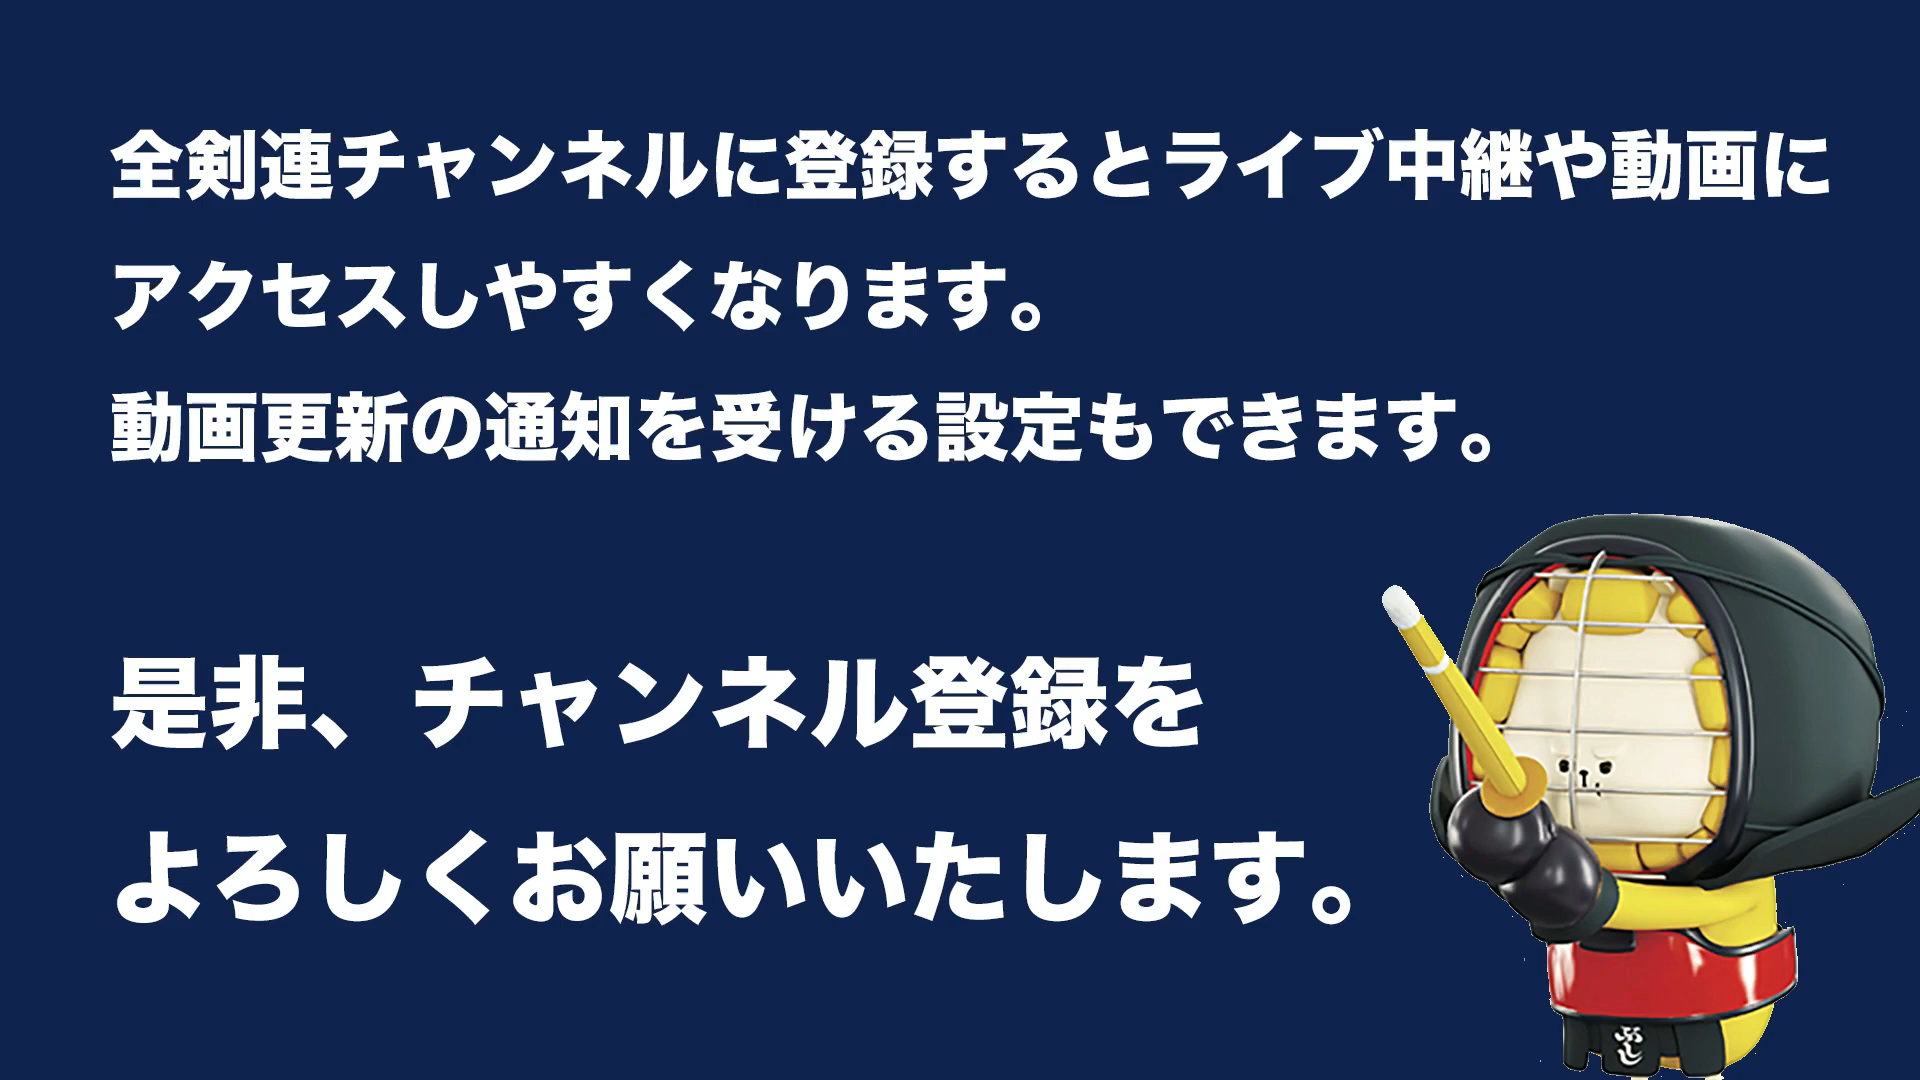 全剣連チャンネルに登録するとライブ中継や動画に
アクセスしやすくなります。
動画更新の通知を受ける設定もできます。
是非、チャンネル登録を
よろしくお願いいたします。
ぶし